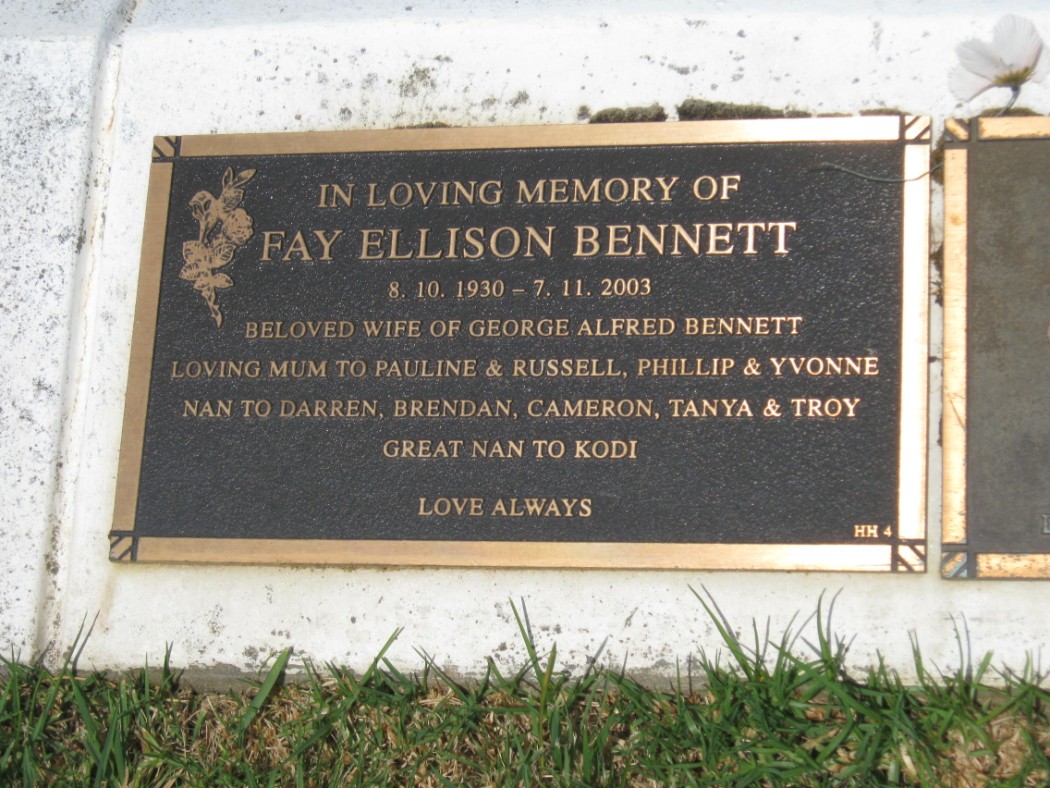 IN LOVING MEMORY OF
FAY ELLISON BENNETT
8. 10. 1930 – 7. 11. 2003
BELOVED WIFE OF GEORGE ALFRED BENNETT
LOVING MUM TO PAULINE & RUSSELL, PHILLIP & YVONNE
NAN TO DARREN, BRENDAN, CAMERON, TANYA & TROY
GREAT NAN TO KODI
LOVE ALWAYS
HH 4